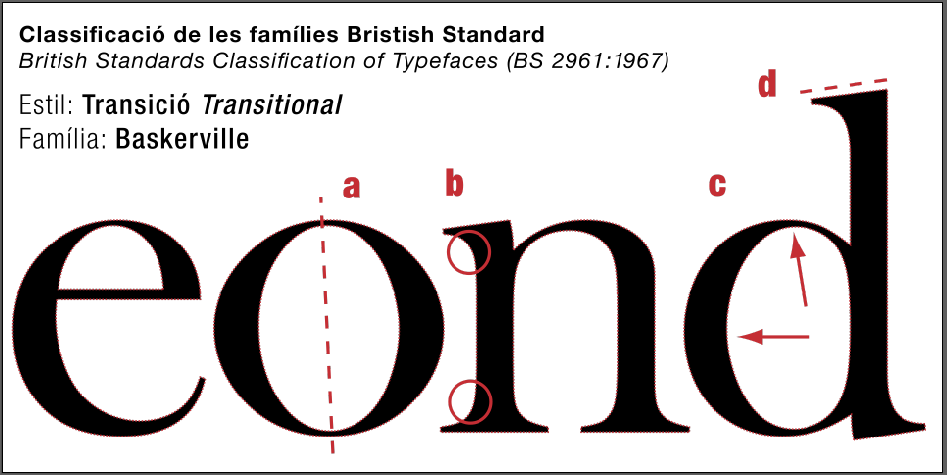 Classificació de les famílies Bristish Standard
British Standards Classification of Typefaces (BS 2961:1967)
Estil: Transició Transitional
Família: Baskerville
a b c d
eond